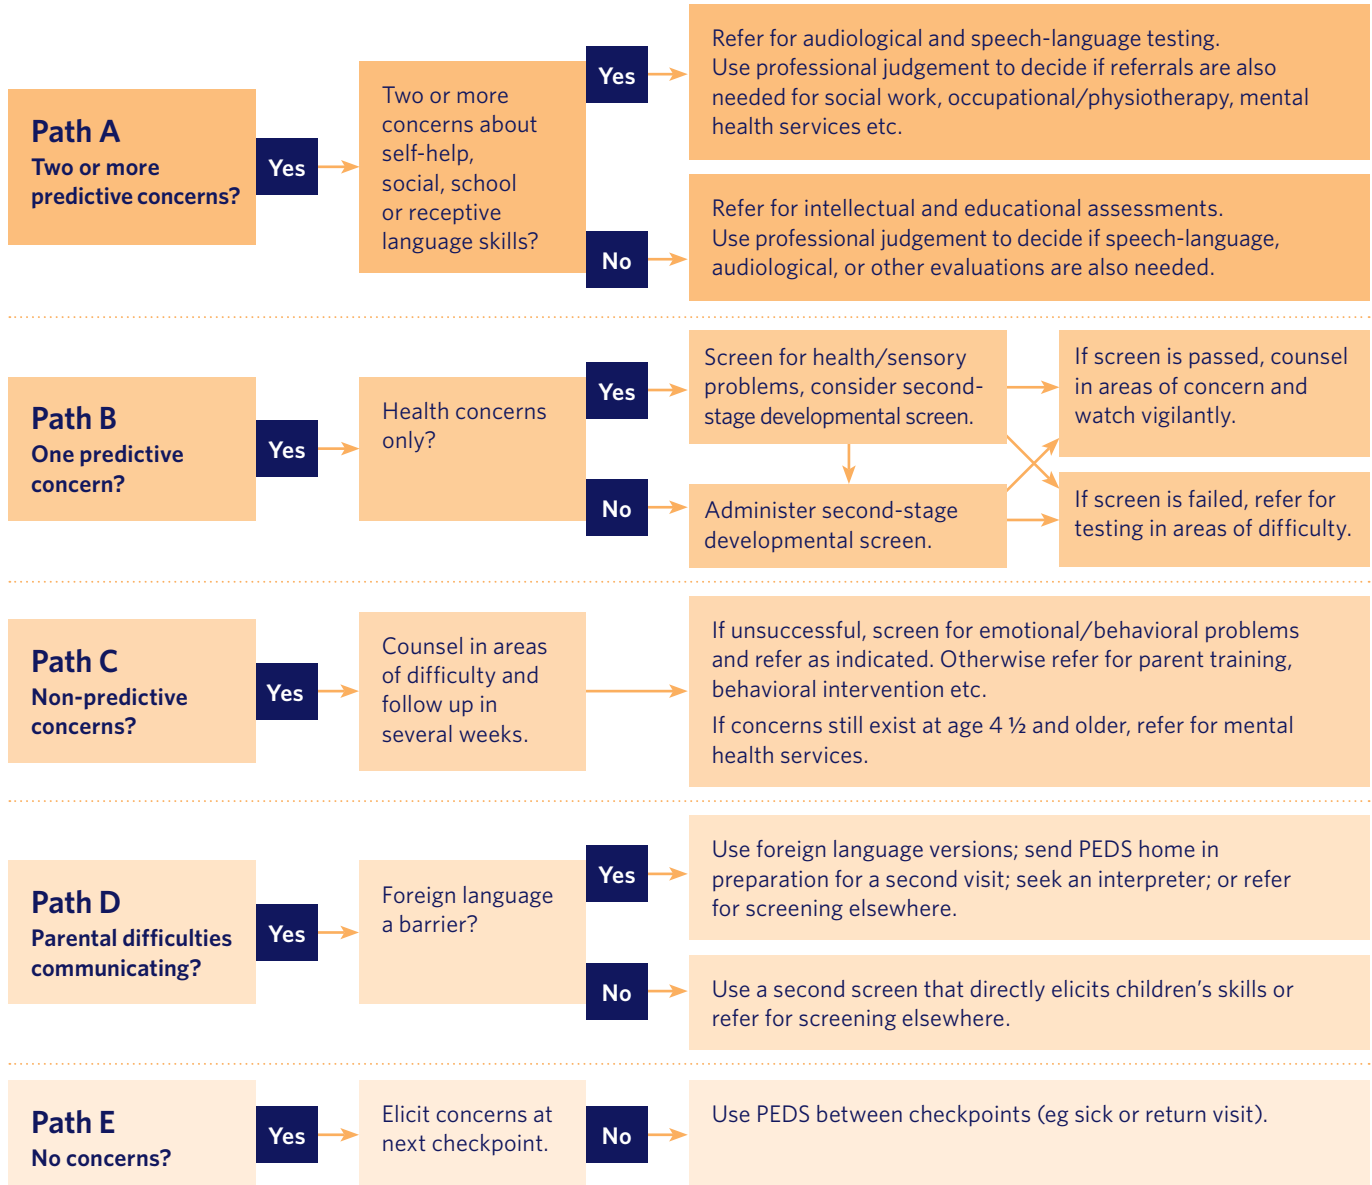 Path A
Two or more
predictive concerns?
Yes
Two or more
concerns about
self-help,
social, school
or receptive
language skills?
Yes
Refer for audiological and speech-language testing.
Use professional judgement to decide if referrals are also
needed for social work, occupational/physiotherapy, mental
health services etc.
No
Refer for intellectual and educational assessments.
Use professional judgement to decide if speech-language,
audiological, or other evaluations are also needed.
Path B
One predictive
concern?
Yes
Health concerns
only?
Yes
Screen for health/sensory
problems, consider second-
stage developmental screen.
If screen is passed, counsel
in areas of concern and
watch vigilantly.
No
Administer second-stage
developmental screen.
If screen is failed, refer for
testing in areas of difficulty.
Path C
Non-predictive
concerns?
Yes
Counsel in areas
of difficulty and
follow up in
several weeks.
If unsuccessful, screen for emotional/behavioral problems
and refer as indicated. Otherwise refer for parent training,
behavioral intervention etc.
If concerns still exist at age 4 ½ and older, refer for mental
health services.
Path D
Parental difficulties
communicating?
Yes
Foreign language
a barrier?
Yes
Use foreign language versions; send PEDS home in
preparation for a second visit; seek an interpreter; or refer
for screening elsewhere.
No
Use a second screen that directly elicits children's skills or
refer for screening elsewhere.
Path E
No concerns?
Yes
Elicit concerns at
next checkpoint.
No
Use PEDS between checkpoints (eg sick or return visit).